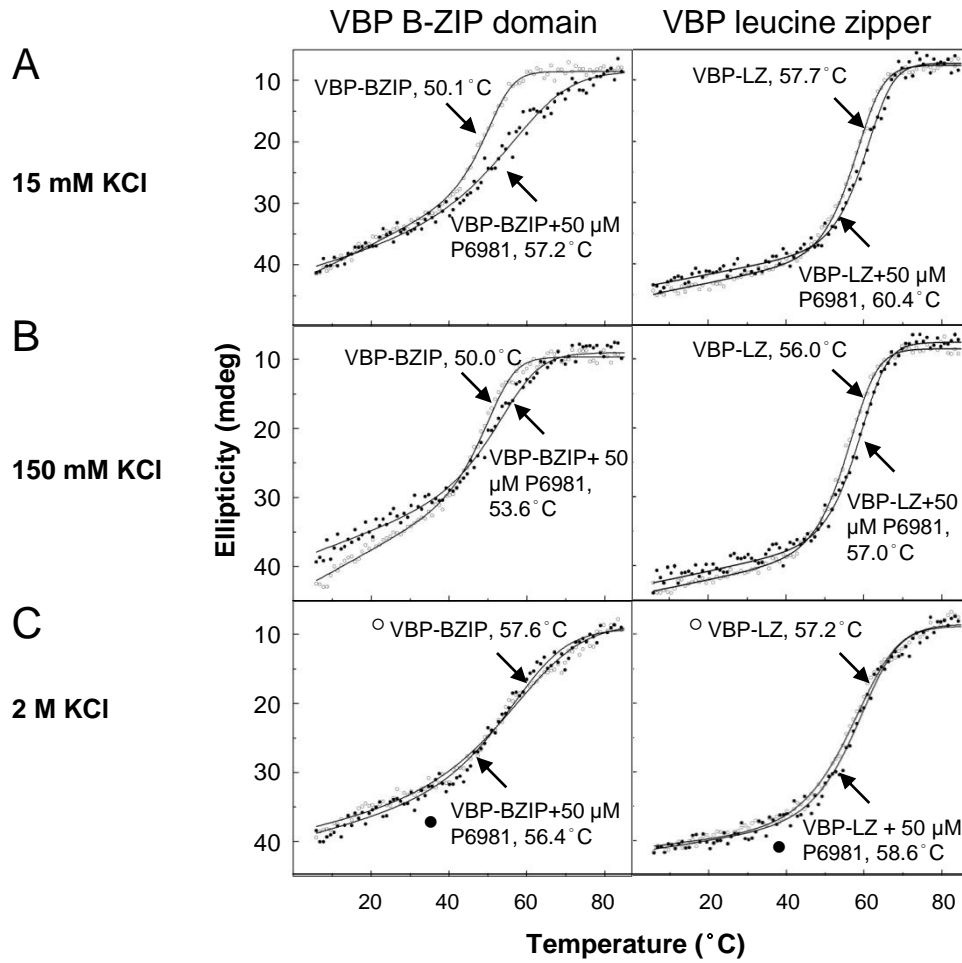 VBP B-ZIP domain
VBP leucine zipper
A
15 mM KCl
10
20
30
40
VBP-BZIP, 50.1˚C
VBP-BZIP+50 µM
P6981, 57.2˚C
VBP-LZ, 57.7˚C
VBP-LZ+50 µM
P6981, 60.4˚C
B
150 mM KCl
Ellipticity (mdeg)
10
20
30
40
VBP-BZIP, 50.0˚C
VBP-BZIP+ 50
µM P6981,
53.6˚C
VBP-LZ, 56.0˚C
VBP-LZ+50
µM P6981,
57.0˚C
C
2 M KCl
10
20
30
40
VBP-BZIP, 57.6˚C
VBP-BZIP+50 µM
P6981, 56.4˚C
VBP-LZ, 57.2˚C
VBP-LZ + 50 µM
P6981, 58.6˚C
20 40 60 80 20 40 60 80
Temperature (˚C)